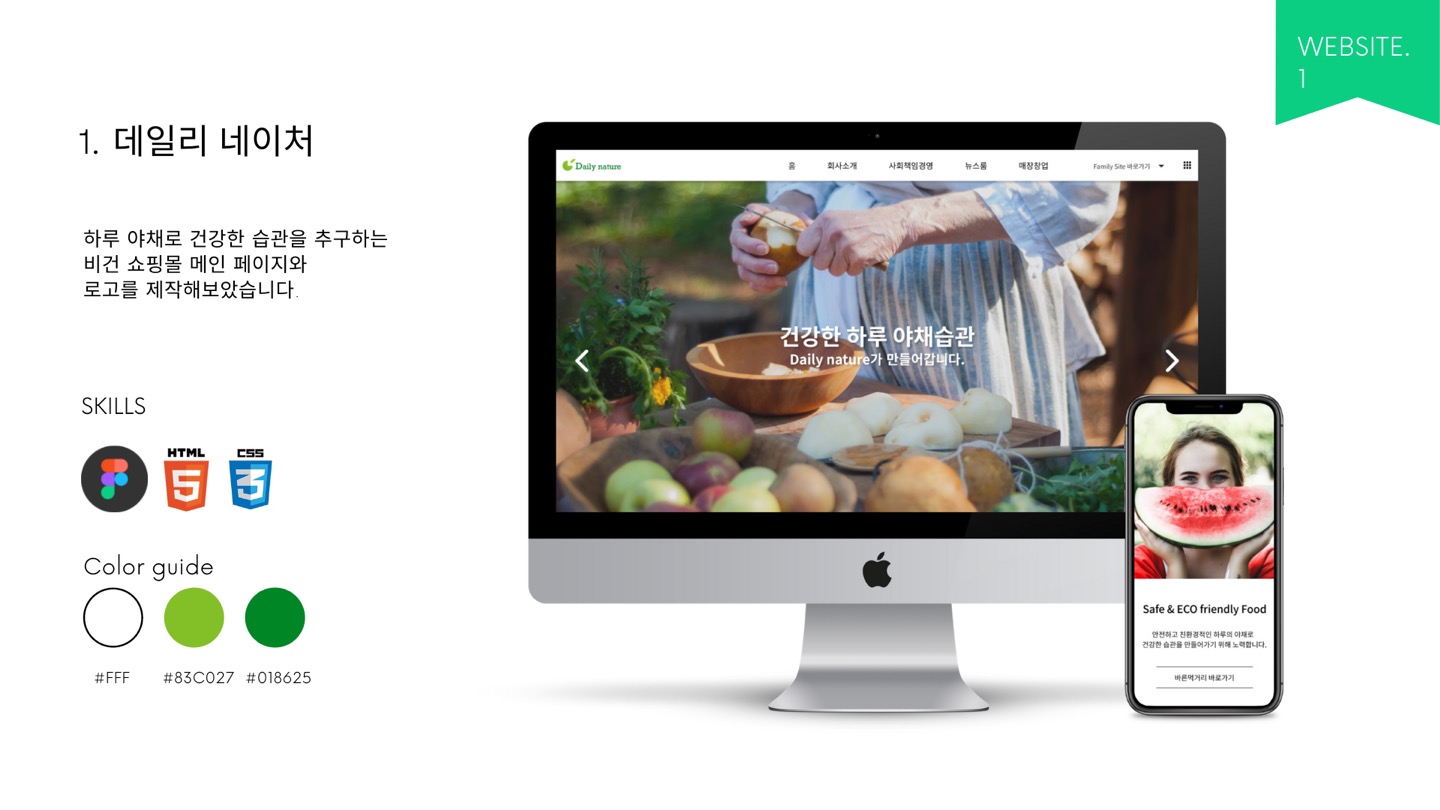 WEBSITE.
1
1. 데일리 네이처
하루 야채로 건강한 습관을 추구하는
비건 쇼핑몰 메인 페이지와
로고를 제작해보았습니다.
SKILLS
HTML
5
CSS
3
Color guide
#FFF #83C027 #018625
Daily nature 홈 회사소개 사회책임경영 뉴스룸 매장창업 Family Site 바로가기
건강한 하루 야채습관
Daily nature가 만들어갑니다.
Safe & ECO friendly Food
안전하고 친환경적인 하루의 야채로
건강한 습관을 만들어가기 위해 노력합니다.
바른먹거리 바로가기